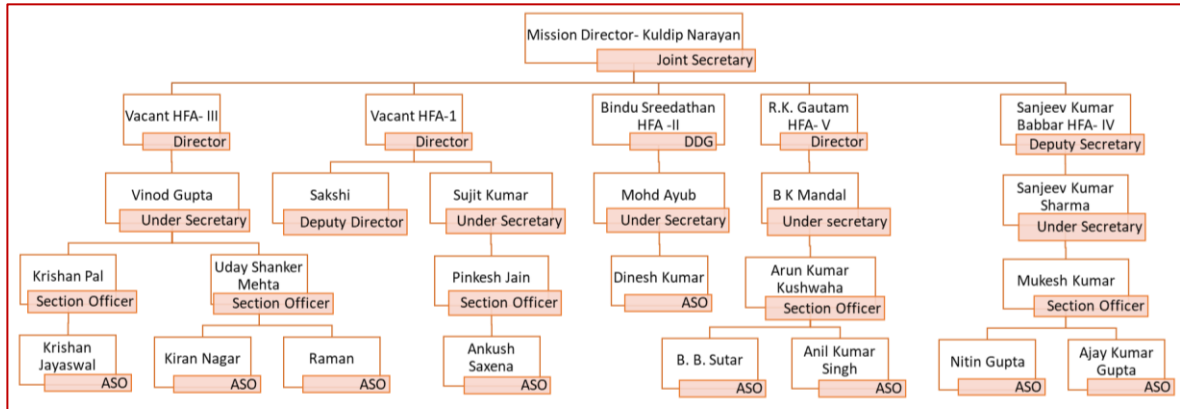 Mission Director- Kuldip Narayan
Joint Secretary
Vacant HFA- III
Director
Vacant HFA-1
Director
Bindu Sreedathan
HFA -II
DDG
R.K. Gautam
HFA- V
Director
Sanjeev Kumar
Babbar HFA- IV
Deputy Secretary
Vinod Gupta
Under Secretary
Sakshi
Deputy Director
Sujit Kumar
Under Secretary
Mohd Ayub
Under Secretary
B K Mandal
Under secretary
Sanjeev Kumar
Sharma
Under Secretary
Krishan Pal
Section Officer
Uday Shanker
Mehta
Section Officer
Pinkesh Jain
Section Officer
Dinesh Kumar
ASO
Arun Kumar
Kushwaha
Section Officer
Mukesh Kumar
Section Officer
Krishan
Jayaswal
ASO
Kiran Nagar
ASO
Raman
ASO
Ankush
Saxena
ASO
B. B. Sutar
ASO
Anil Kumar
Singh
ASO
Nitin Gupta
ASO
Ajay Kumar
Gupta
ASO